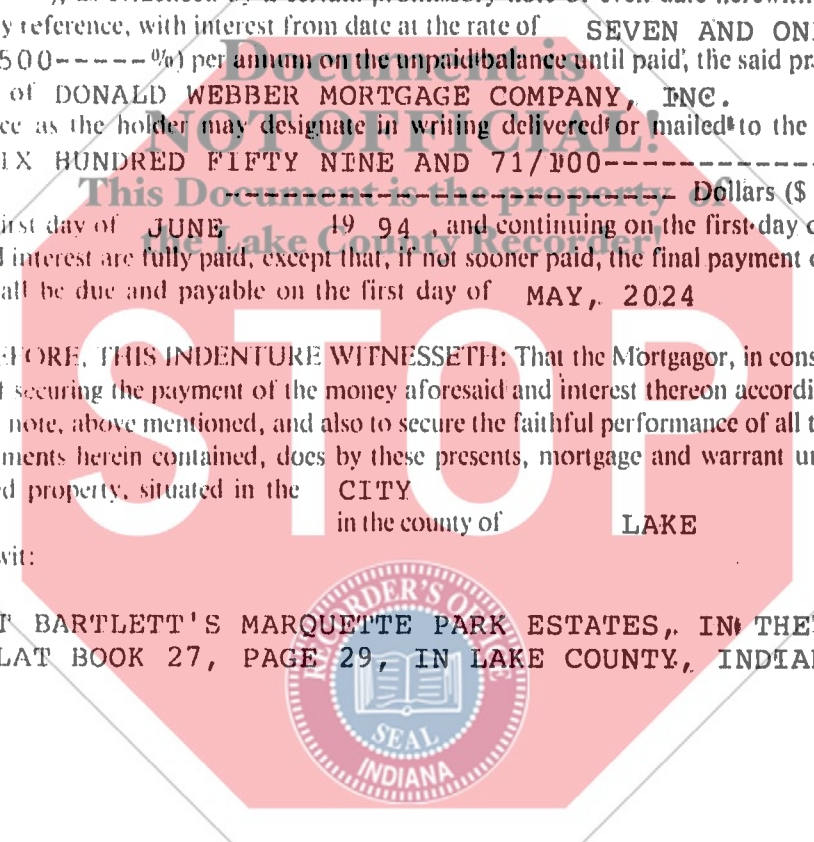 y reference, with interest from date at the rate of SEVEN AND ON
500-----%) per annum on the unpaid balance until paid, the said pr
Document is
of DONALD WEBBER MORTGAGE COMPANY, INC.
NOT OFFICIAL!
ce as the holder may designate in writing delivered or mailed to the
IX HUNDRED FIFTY NINE AND 71/100------------
This Document is the property of
---------------------------- Dollars ($
irst day of JUNE 19 94 , and continuing on the first day
the Lake County Recorder!
interest are fully paid, except that, if not sooner paid, the final payment
all be due and payable on the first day of MAY, 2024
STOP
EFORE, THIS INDENTURE WITNESSETH: That the Mortgagor, in cons
securing the payment of the money aforesaid and interest thereon accordi
note, above mentioned, and also to secure the faithful performance of all
ments herein contained, does by these presents, mortgage and warrant u
d property, situated in the CITY
in the county of LAKE
wit:
T BARTLETT'S MARQUETTE PARK ESTATES, IN THE
LAT BOOK 27, PAGE 29, IN LAKE COUNTY, INDIA
RECORDER'S OFFICE
SEAL
INDIANA